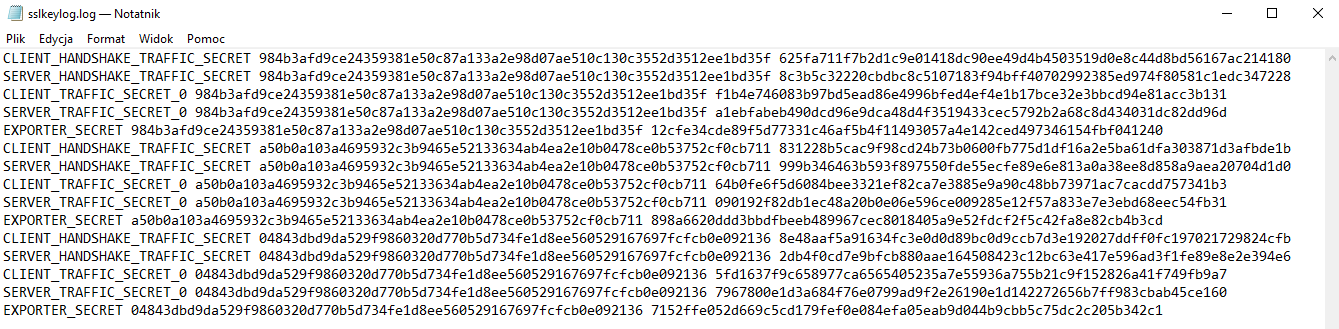 sslkeylog.log — Notatnik
Plik Edycja Format Widok Pomoc
CLIENT_HANDSHAKE_TRAFFIC_SECRET 984b3afd9ce24359381e50c87a133a2e98d07ae510c130c3552d3512ee1bd35f 625fa711f7b2d1c9e01418dc90ee49d4b4503519d0e8c44d8bd56167ac214180
SERVER_HANDSHAKE_TRAFFIC_SECRET 984b3afd9ce24359381e50c87a133a2e98d07ae510c130c3552d3512ee1bd35f 8c3b5c32220cbdbc8c5107183f94bff40702992385ed974f80581c1edc347228
CLIENT_TRAFFIC_SECRET_0 984b3afd9ce24359381e50c87a133a2e98d07ae510c130c3552d3512ee1bd35f f1b4e746083b97bd5ead86e4996bfed4ef4e1b17bce32e3bbcd94e81acc3b131
SERVER_TRAFFIC_SECRET_0 984b3afd9ce24359381e50c87a133a2e98d07ae510c130c3552d3512ee1bd35f a1ebfabeb490dcd96e9dca48d4f3519433cec5792b2a68c8d434031dc82dd96d
EXPORTER_SECRET 984b3afd9ce24359381e50c87a133a2e98d07ae510c130c3552d3512ee1bd35f 12cfe34cde89f5d77331c46af5b4f11493057a4e142ced497346154fbf041240
CLIENT_HANDSHAKE_TRAFFIC_SECRET a50b0a103a4695932c3b9465e52133634ab4ea2e10b0478ce0b53752cf0cb711 831228b5cac9f98cd24b73b0600fb775d1df16a2e5ba61dfa303871d3afbde1b
SERVER_HANDSHAKE_TRAFFIC_SECRET a50b0a103a4695932c3b9465e52133634ab4ea2e10b0478ce0b53752cf0cb711 999b346463b593f897550fde55ecfe89e6e813a0a38ee8d858a9aea20704d1d0
CLIENT_TRAFFIC_SECRET_0 a50b0a103a4695932c3b9465e52133634ab4ea2e10b0478ce0b53752cf0cb711 64b0fe6f5d6084bee3321ef82ca7e3885e9a90c48bb73971ac7cacdd757341b3
SERVER_TRAFFIC_SECRET_0 a50b0a103a4695932c3b9465e52133634ab4ea2e10b0478ce0b53752cf0cb711 090192f82db1ec48a20b0e06e596ce009285e12f57a833e7e3ebd68eec54fb31
EXPORTER_SECRET a50b0a103a4695932c3b9465e52133634ab4ea2e10b0478ce0b53752cf0cb711 898a6620ddd3bbdfbeeb489967cec8018405a9e52fdcf2f5c42fa8e82cb4b3cd
CLIENT_HANDSHAKE_TRAFFIC_SECRET 04843dbd9da529f9860320d770b5d734fe1d8ee560529167697fcfcb0e092136 8e48aaf5a91634fc3e0d0d89bc0d9ccb7d3e192027ddff0fc197021729824cfb
SERVER_HANDSHAKE_TRAFFIC_SECRET 04843dbd9da529f9860320d770b5d734fe1d8ee560529167697fcfcb0e092136 2db4f0cd7e9bfcb880aae164508423c12bc63e417e596ad3f1fe89e8e2e394e6
CLIENT_TRAFFIC_SECRET_0 04843dbd9da529f9860320d770b5d734fe1d8ee560529167697fcfcb0e092136 5fd1637f9c658977ca6565405235a7e55936a755b21c9f152826a41f749fb9a7
SERVER_TRAFFIC_SECRET_0 04843dbd9da529f9860320d770b5d734fe1d8ee560529167697fcfcb0e092136 7967800e1d3a684f76e0799ad9f2e26190e1d142272656b7ff983cbab45ce160
EXPORTER_SECRET 04843dbd9da529f9860320d770b5d734fe1d8ee560529167697fcfcb0e092136 7152ffe052d669c5cd179fef0e084efa05eab9d044b9cbb5c75dc2c205b342c1